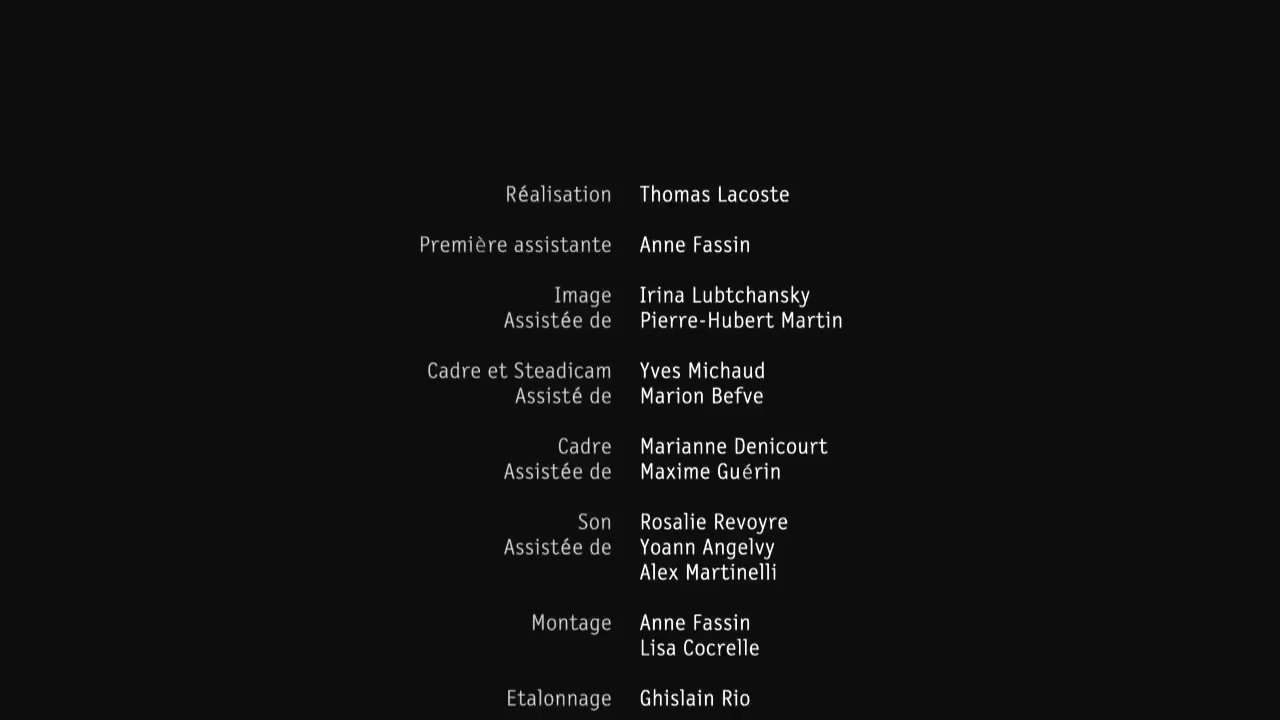 Réalisation Thomas Lacoste
Première assistante Anne Fassin
Image Irina Lubtchansky
Assistée de Pierre-Hubert Martin
Cadre et Steadicam Yves Michaud
Assisté de Marion Befve
Cadre Marianne Denicourt
Assistée de Maxime Guérin
Son Rosalie Revoyre
Assistée de Yoann Angelvy
Alex Martinelli
Montage Anne Fassin
Lisa Cocrelle
Etalonnage Ghislain Rio